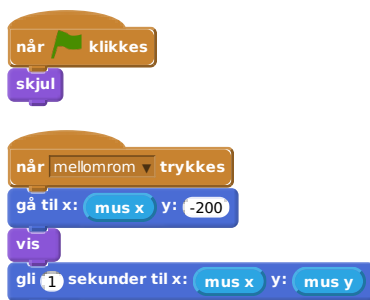 når klikkes
skjul
når mellomrom ▼ trykkes
gå til x: mus x y: -200
vis
gli 1 sekunder til x: mus x y: mus y